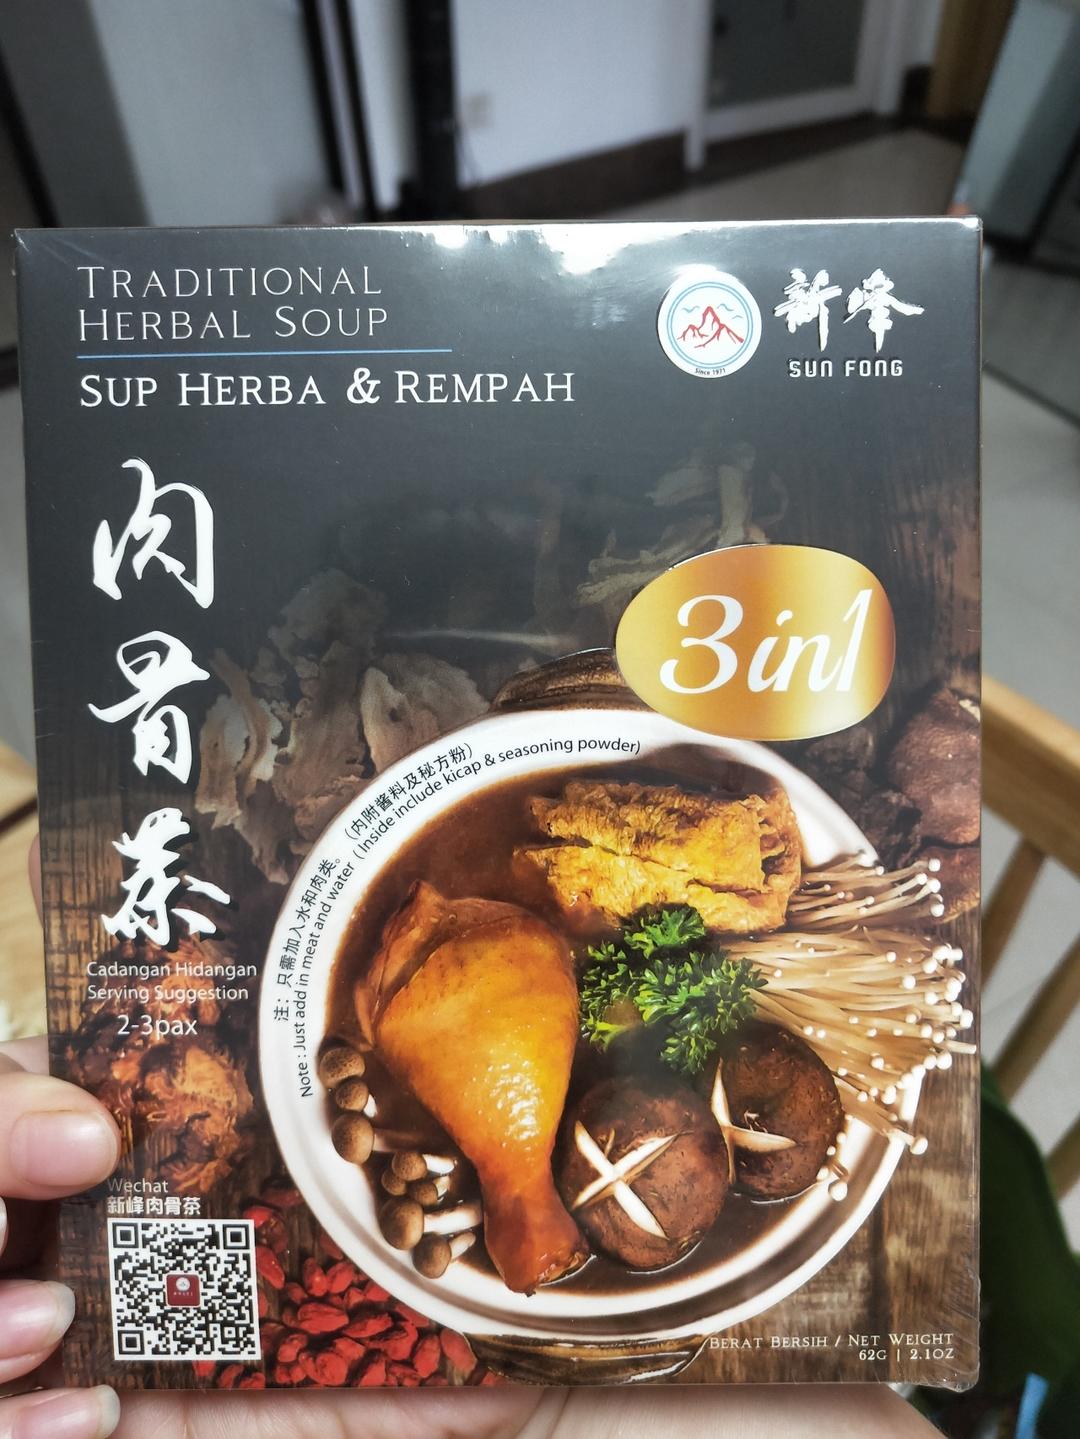 TRADITIONAL
HERBAL SOUP
SUP HERBA & REMPAH
Since 1971
新峰
SUN FONG
肉骨茶
3in1
注：只需加入水和肉类。（内附酱料及秘方粉）
Note : Just add in meat and water (Inside include kicap & seasoning powder)
Cadangan Hidangan
Serving Suggestion
2-3pax
Wechat
新峰肉骨茶
BERAT BERSIH / NET WEIGHT
62G | 2.1OZ